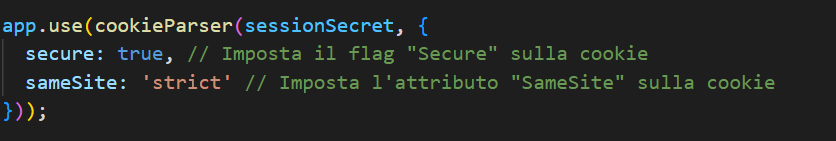 app.use(cookieParser(sessionSecret, {
  secure: true, // Imposta il flag "Secure" sulla cookie
  sameSite: 'strict' // Imposta l'attributo "SameSite" sulla cookie
}));